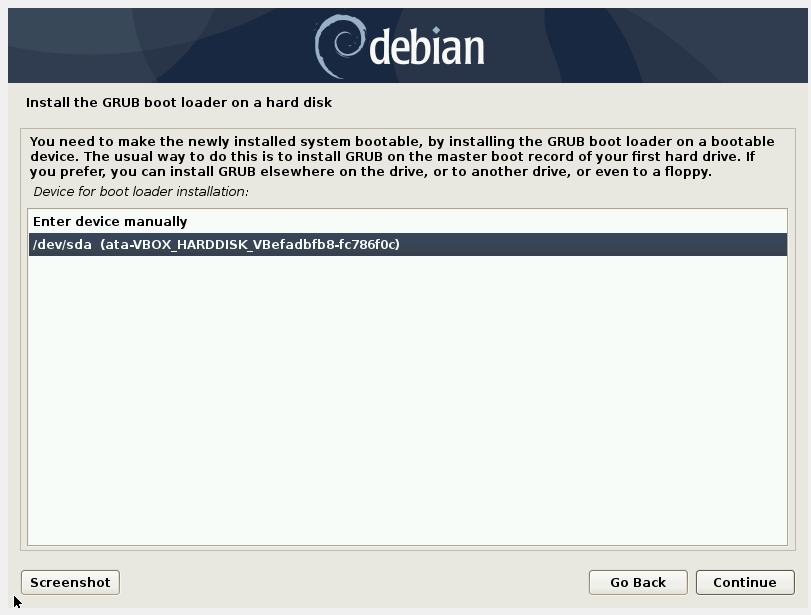 debian
Install the GRUB boot loader on a hard disk
You need to make the newly installed system bootable, by installing the GRUB boot loader on a bootable
device. The usual way to do this is to install GRUB on the master boot record of your first hard drive. If
you prefer, you can install GRUB elsewhere on the drive, or to another drive, or even to a floppy.
Device for boot loader installation:
Enter device manually
/dev/sda  (ata-VBOX_HARDDISK_VBefadbfb8-fc786f0c)
Screenshot
Go Back
Continue